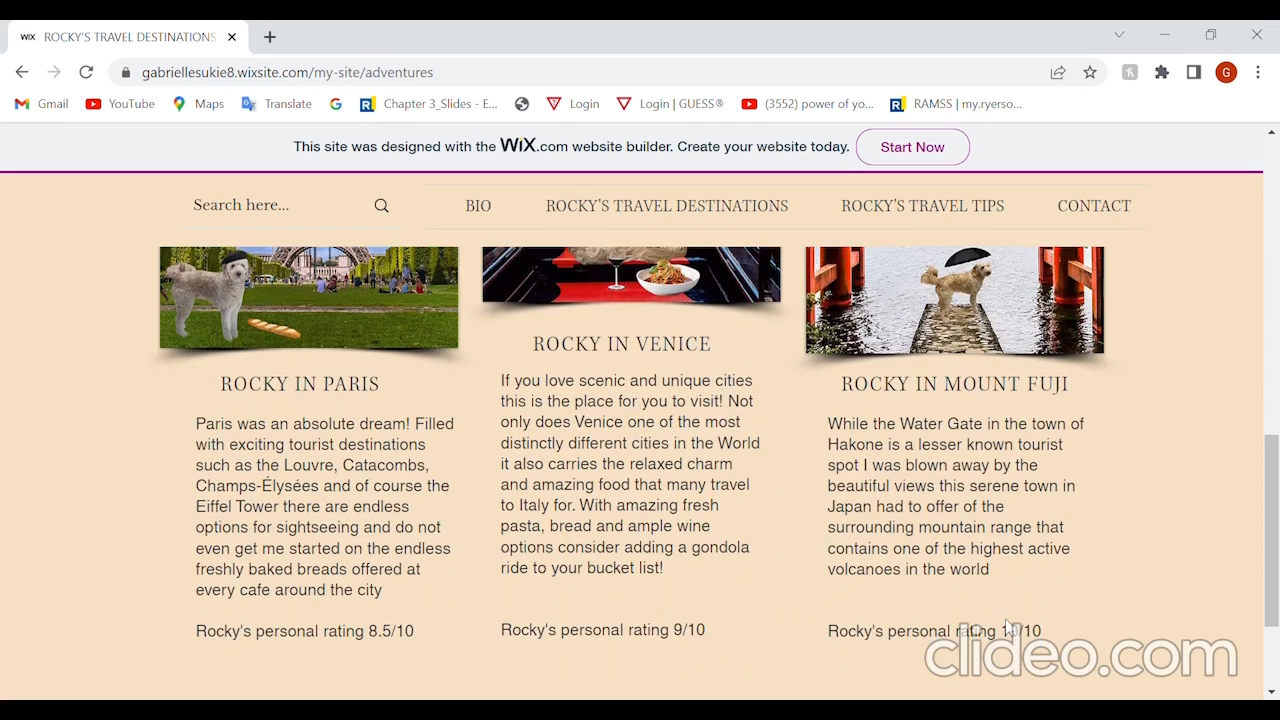 WiX ROCKY'S TRAVEL DESTINATIONS
gabriellesukie8.wixsite.com/my-site/adventures
G
Gmail YouTube Maps Translate Chapter 3_Slides - E... Login Login | GUESS® (3552) power of yo... RAMSS | my.ryerso...
This site was designed with the WiX.com website builder. Create your website today. Start Now
Search here... BIO ROCKY'S TRAVEL DESTINATIONS ROCKY'S TRAVEL TIPS CONTACT
ROCKY IN PARIS
Paris was an absolute dream! Filled
with exciting tourist destinations
such as the Louvre, Catacombs,
Champs-Élysées and of course the
Eiffel Tower there are endless
options for sightseeing and do not
even get me started on the endless
freshly baked breads offered at
every cafe around the city
Rocky's personal rating 8.5/10
ROCKY IN VENICE
If you love scenic and unique cities
this is the place for you to visit! Not
only does Venice one of the most
distinctly different cities in the World
it also carries the relaxed charm
and amazing food that many travel
to Italy for. With amazing fresh
pasta, bread and ample wine
options consider adding a gondola
ride to your bucket list!
Rocky's personal rating 9/10
ROCKY IN MOUNT FUJI
While the Water Gate in the town of
Hakone is a lesser known tourist
spot I was blown away by the
beautiful views this serene town in
Japan had to offer of the
surrounding mountain range that
contains one of the highest active
volcanoes in the world
Rocky's personal rating 10/10
clideo.com